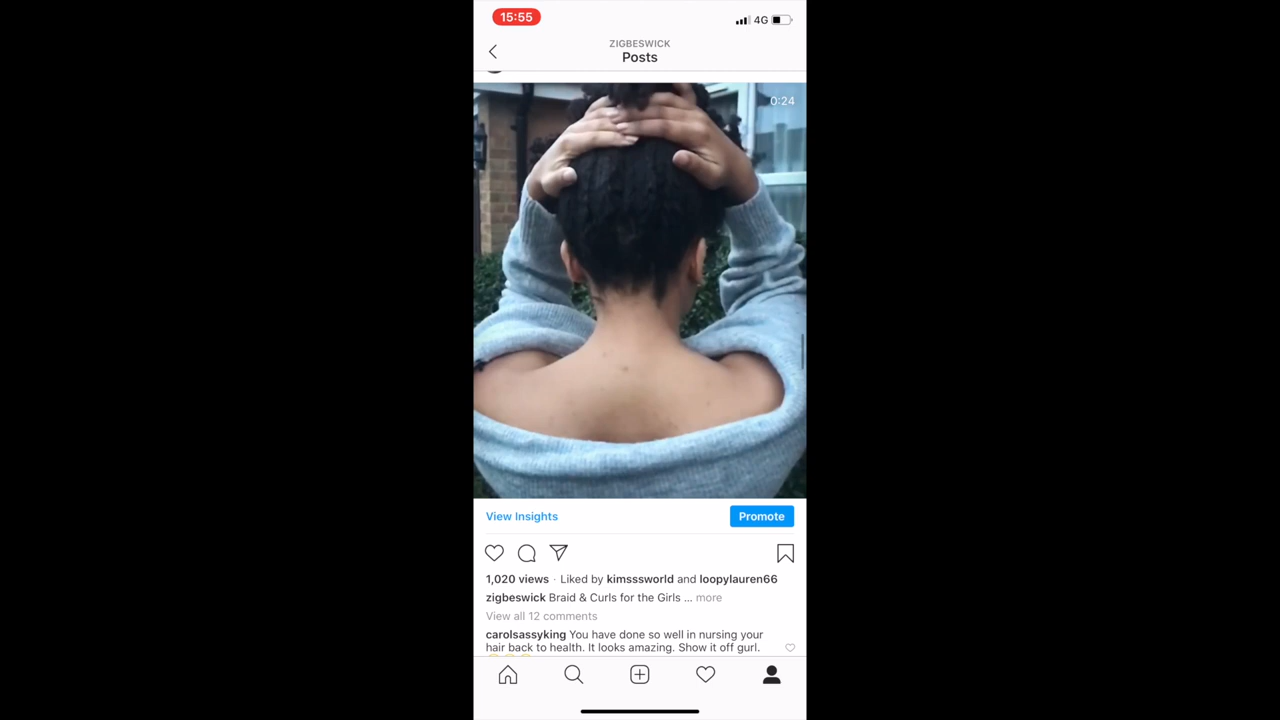 15:55
4G
ZIGBESWICK
Posts
0:24
View Insights
Promote
1,020 views · Liked by kimsssworld and loopylauren66
zigbeswick Braid & Curls for the Girls ... more
View all 12 comments
carolsassyking You have done so well in nursing your
hair back to health. It looks amazing. Show it off gurl.